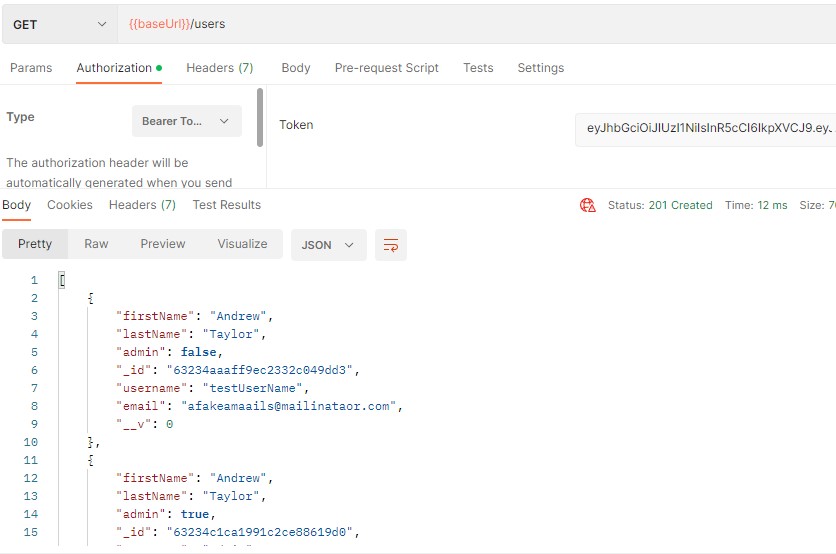 GET {{baseUrl}}/users
Params Authorization Headers (7) Body Pre-request Script Tests Settings
Type Bearer To... Token eyJhbGciOiJIUzI1NiIsInR5cCI6IkpXVCJ9.ey..
The authorization header will be
automatically generated when you send
Body Cookies Headers (7) Test Results Status: 201 Created Time: 12 ms Size:
Pretty Raw Preview Visualize JSON
1 [
2 {
3 "firstName": "Andrew",
4 "lastName": "Taylor",
5 "admin": false,
6 "_id": "63234aaaff9ec2332c049dd3",
7 "username": "testUserName",
8 "email": "afakeamaails@mailinataor.com",
9 "__v": 0
10 },
11 {
12 "firstName": "Andrew",
13 "lastName": "Taylor",
14 "admin": true,
15 "_id": "63234c1ca1991c2ce88619d0",